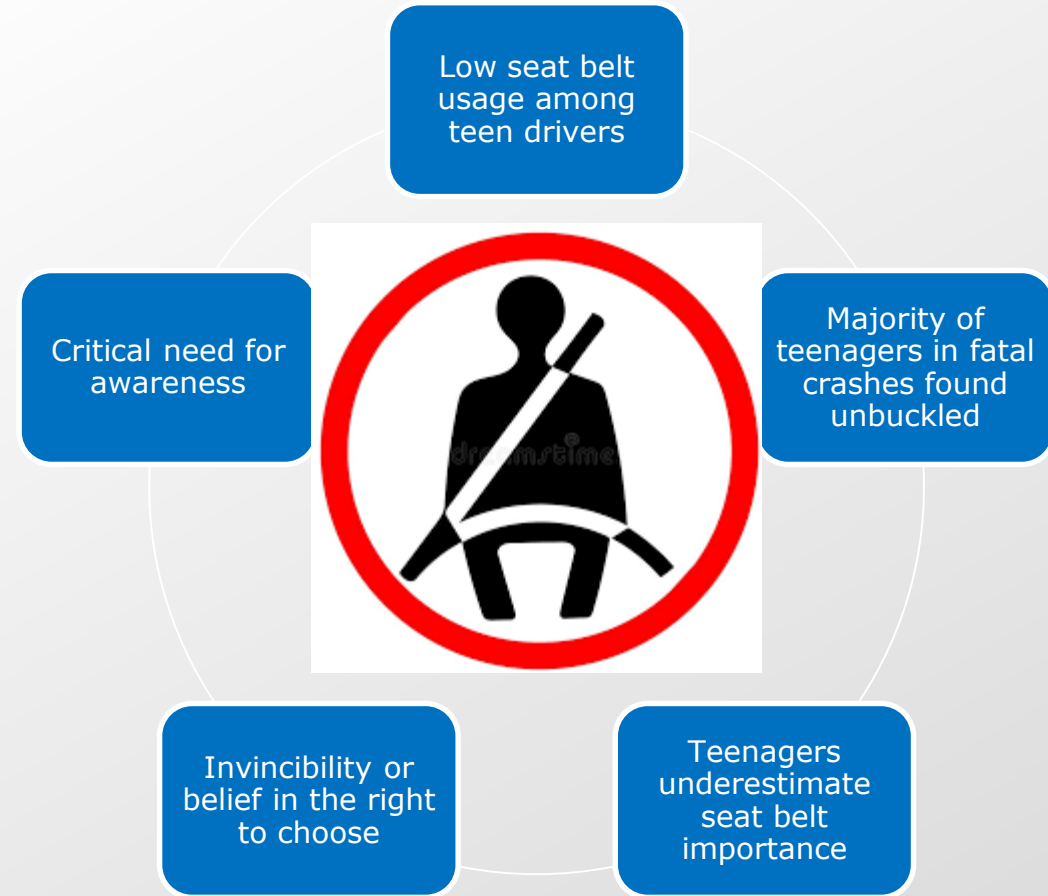 Low seat belt
usage among
teen drivers
Majority of
teenagers in fatal
crashes found
unbuckled
Teenagers
underestimate
seat belt
importance
Invincibility or
belief in the right
to choose
Critical need for
awareness
dreamstime